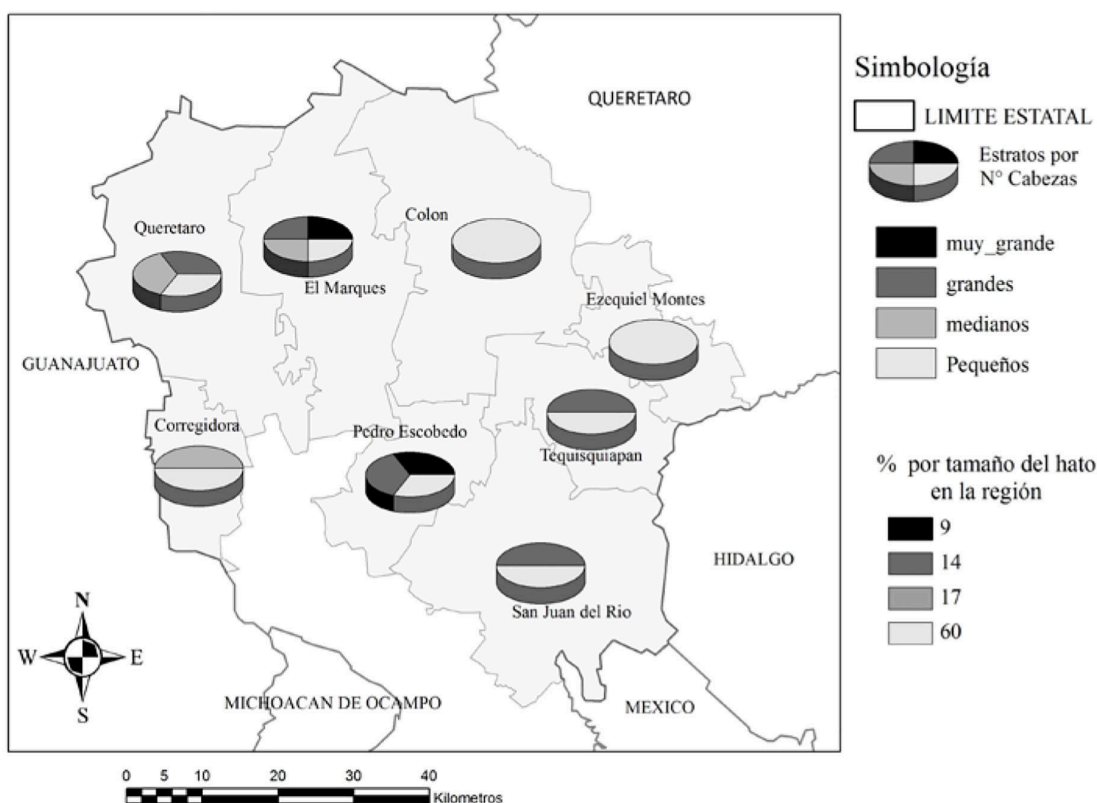 QUERETARO
Queretaro
Colon
El Marques
Ezequiel Montes
GUANAJUATO
Corregidora
Pedro Escobedo
Tequisquiapan
HIDALGO
San Juan del Rio
N
W
E
S
MICHOACAN DE OCAMPO
MEXICO
0 5 10 20 30 40
Kilometros
Simbología
LIMITE ESTATAL
Estratos por
N° Cabezas
muy_grande
grandes
medianos
Pequeños
% por tamaño del hato
en la región
9
14
17
60